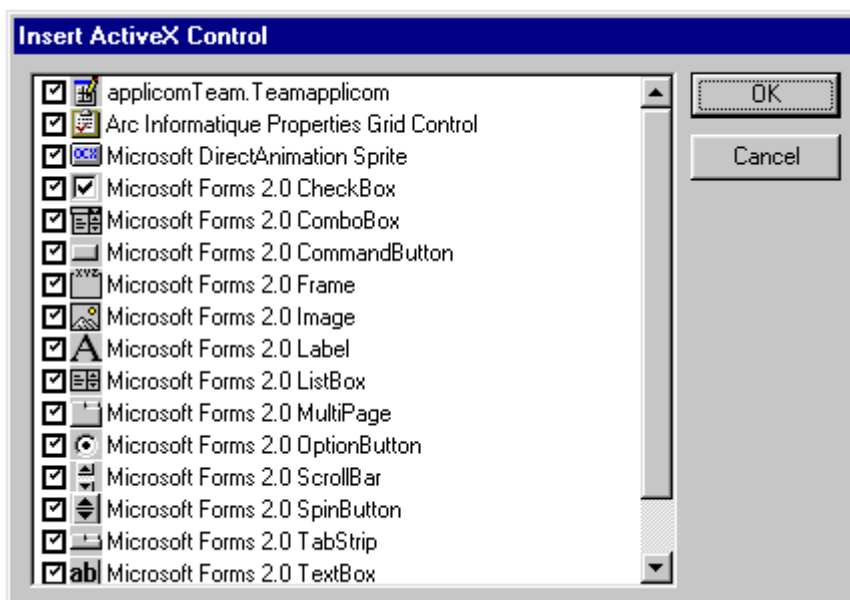 Insert ActiveX Control
applicomTeam.Teamapplicom
OK
Arc Informatique Properties Grid Control
OCX Microsoft DirectAnimation Sprite
Cancel
Microsoft Forms 2.0 CheckBox
Microsoft Forms 2.0 ComboBox
Microsoft Forms 2.0 CommandButton
XYZ Microsoft Forms 2.0 Frame
Microsoft Forms 2.0 Image
A Microsoft Forms 2.0 Label
Microsoft Forms 2.0 ListBox
Microsoft Forms 2.0 MultiPage
Microsoft Forms 2.0 OptionButton
Microsoft Forms 2.0 ScrollBar
Microsoft Forms 2.0 SpinButton
Microsoft Forms 2.0 TabStrip
ab| Microsoft Forms 2.0 TextBox